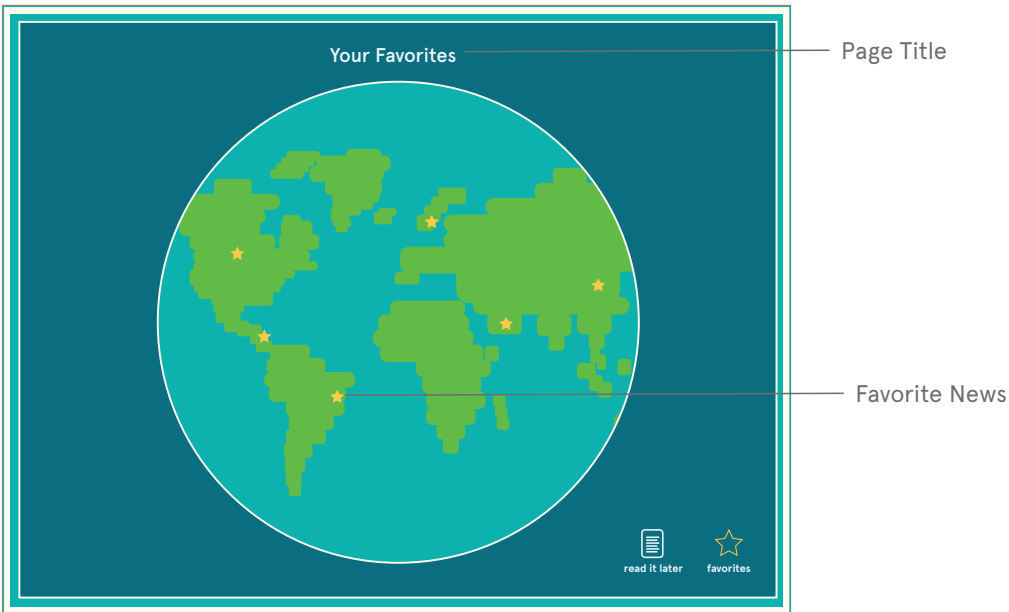 Your Favorites
Page Title
Favorite News
read it later
favorites